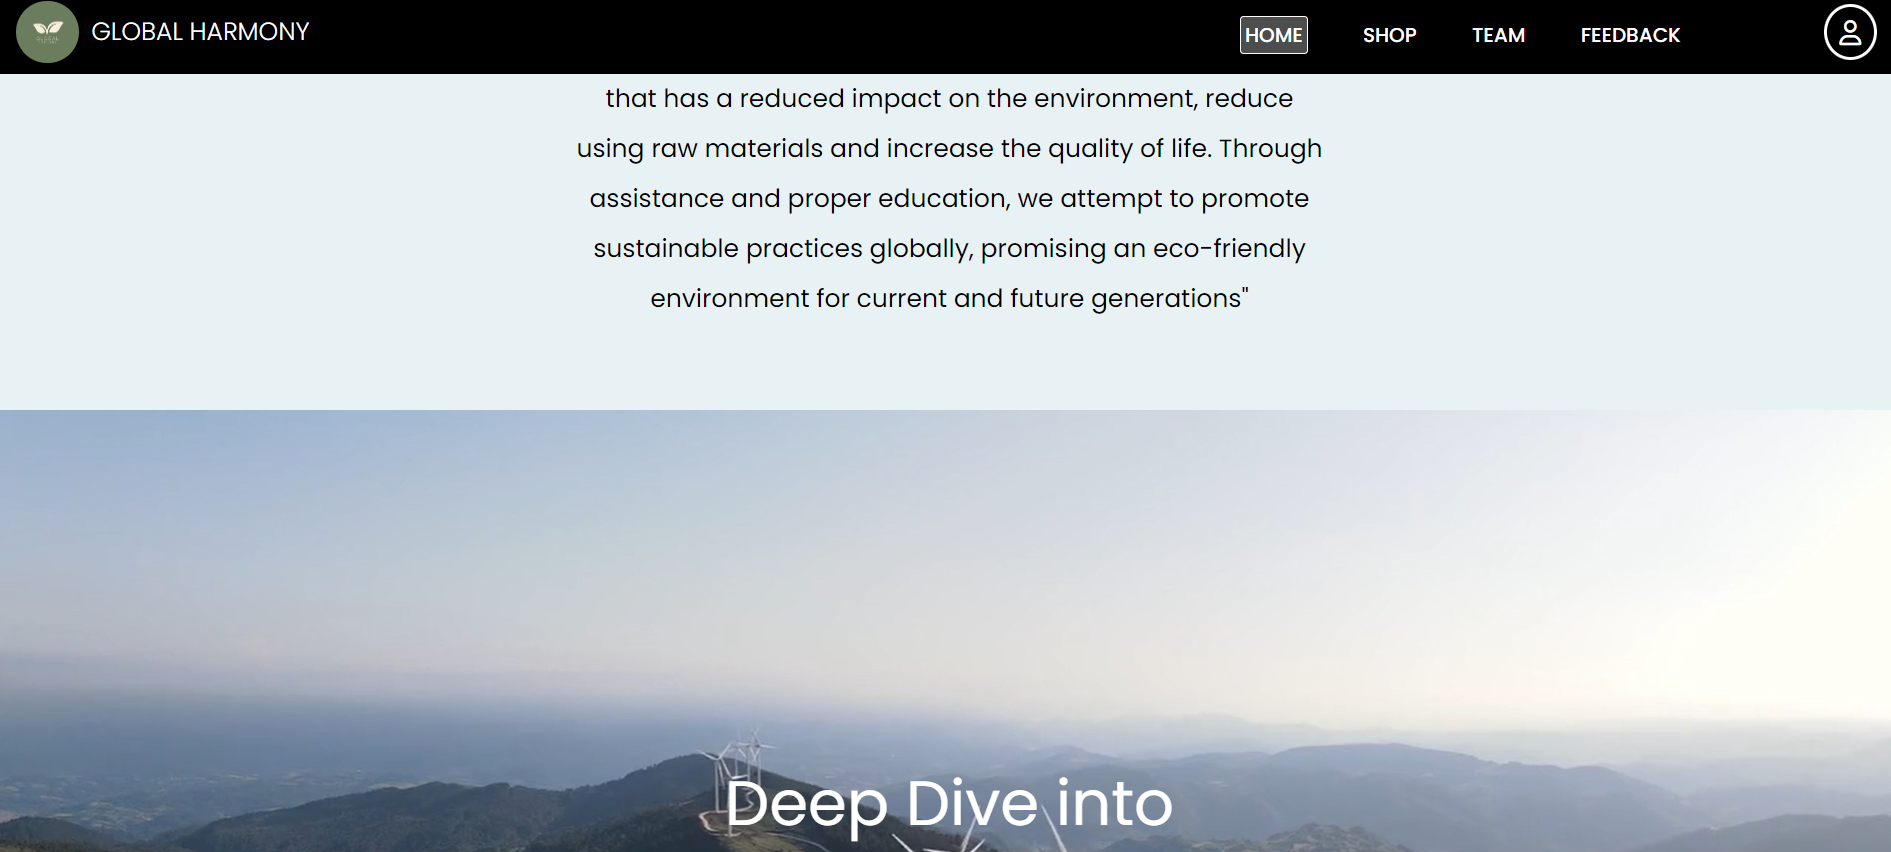 GLOBAL HARMONY
HOME SHOP TEAM FEEDBACK
that has a reduced impact on the environment, reduce
using raw materials and increase the quality of life. Through
assistance and proper education, we attempt to promote
sustainable practices globally, promising an eco-friendly
environment for current and future generations"
Deep Dive into